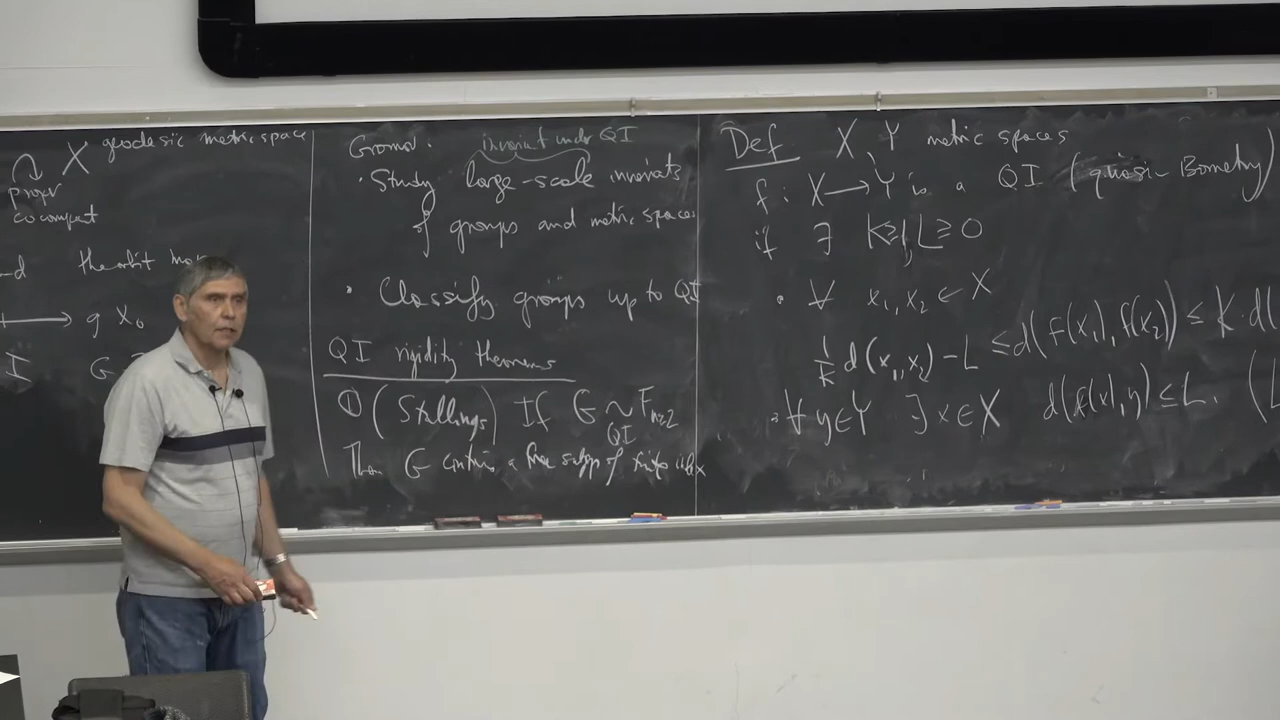 X geodesic metric space
proper
cocompact
the orbit map
⟼ g x₀
G
Gromov: invariant under QI
· Study large-scale invariants
of groups and metric spaces
· Classify groups up to QI
QI rigidity theorems
① (Stallings) If G ~ F_{n≥2}
QI
Then G contains a free subgp of finite index
Def X, Y metric spaces
f: X → Y is a QI (quasi-isometry)
if ∃ K≥1, L ≥ 0
· ∀ x₁, x₂ ∈ X
1/K d(x₁, x₂) − L ≤ d(f(x₁), f(x₂)) ≤ K · d(
· ∀ y ∈ Y ∃ x ∈ X d(f(x), y) ≤ L. (